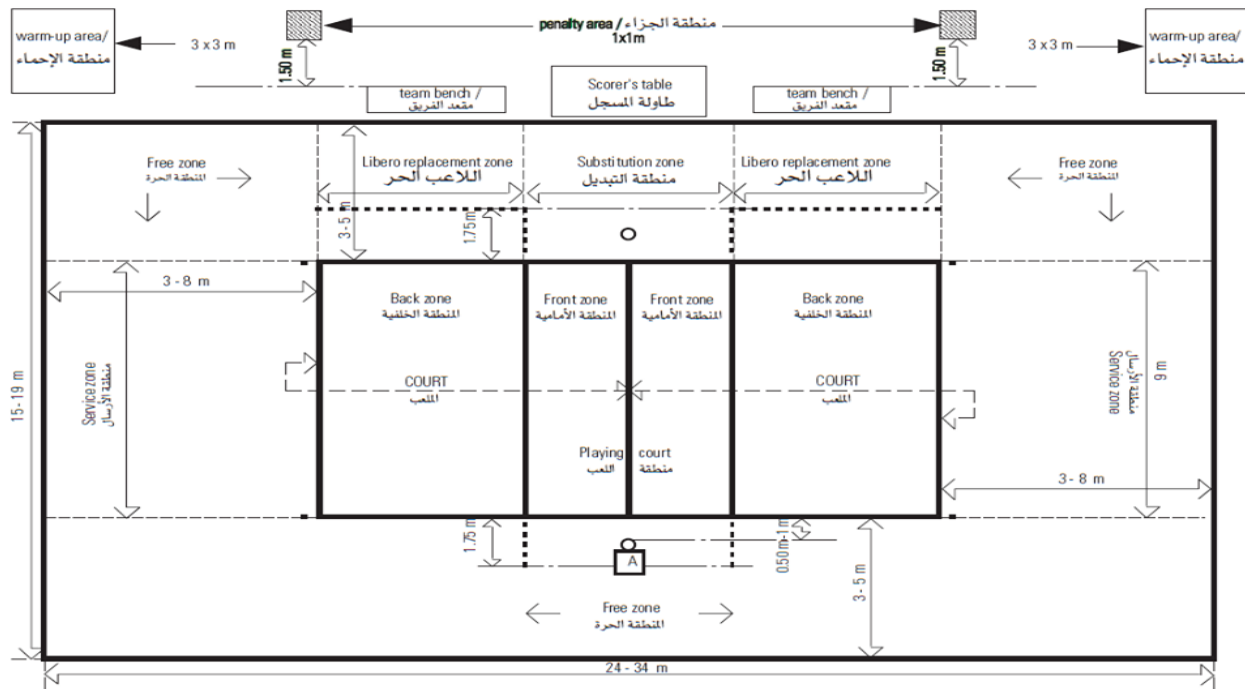 penalty area / منطقة الجزاء
1x1m
warm-up area/
منطقة الإحماء
3 x 3 m
1.50 m
1.50 m
3 x 3 m
warm-up area/
منطقة الإحماء
team bench /
مقعد الفريق
Scorer's table
طاولة المسجل
team bench /
مقعد الفريق
Free zone
المنطقة الحرة
Libero replacement zone
اللاعب الحر
Substitution zone
منطقة التبديل
Libero replacement zone
اللاعب الحر
Free zone
المنطقة الحرة
3-5 m
1.75 m
3 - 8 m
Back zone
المنطقة الخلفية
Front zone
المنطقة الأمامية
Front zone
المنطقة الأمامية
Back zone
المنطقة الخلفية
15-19 m
Service zone
منطقة الأرسال
COURT
الملعب
COURT
الملعب
منطقة الأرسال
Service zone
9 m
Playing court
منطقة اللعب
3 - 8 m
1.75 m
A
0.50 m-1 m
3-5 m
Free zone
المنطقة الحرة
24 - 34 m